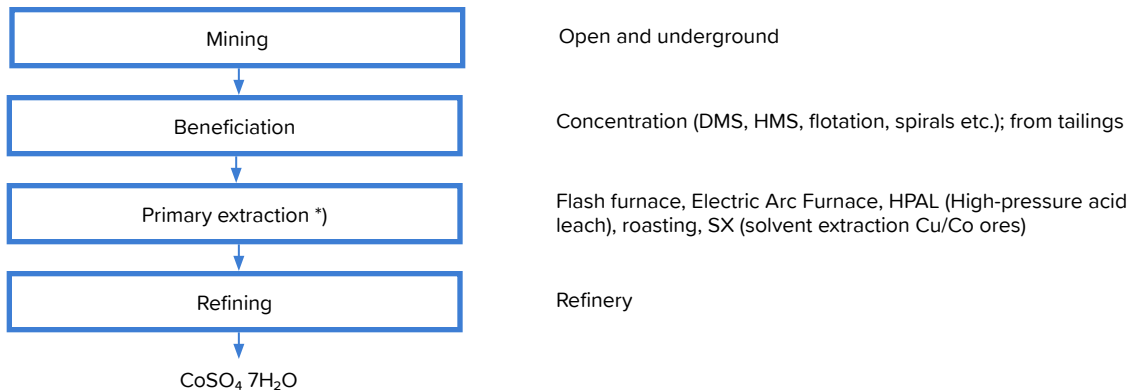 Mining
Open and underground
Beneficiation
Concentration (DMS, HMS, flotation, spirals etc.); from tailings
Primary extraction *)
Flash furnace, Electric Arc Furnace, HPAL (High-pressure acid
leach), roasting, SX (solvent extraction Cu/Co ores)
Refining
Refinery
CoSO₄ 7H₂O